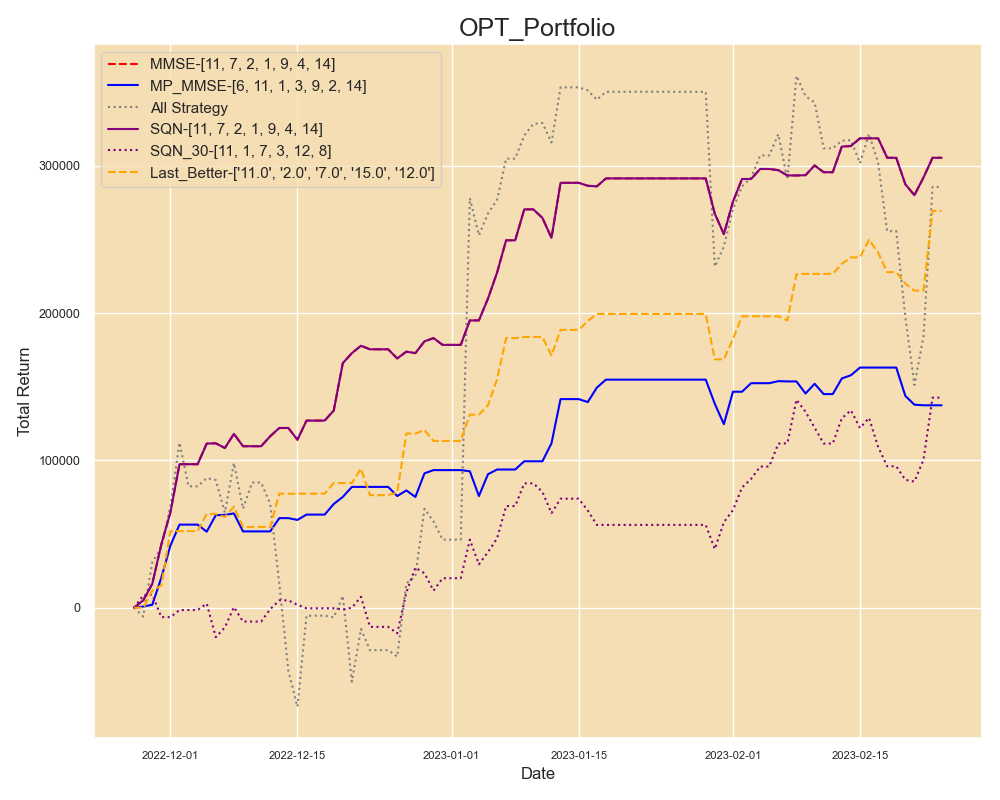 OPT_Portfolio
MMSE-[11, 7, 2, 1, 9, 4, 14]
MP_MMSE-[6, 11, 1, 3, 9, 2, 14]
All Strategy
SQN-[11, 7, 2, 1, 9, 4, 14]
SQN_30-[11, 1, 7, 3, 12, 8]
Last_Better-['11.0', '2.0', '7.0', '15.0', '12.0']
300000
200000
100000
0
Total Return
2022-12-01 2022-12-15 2023-01-01 2023-01-15 2023-02-01 2023-02-15
Date